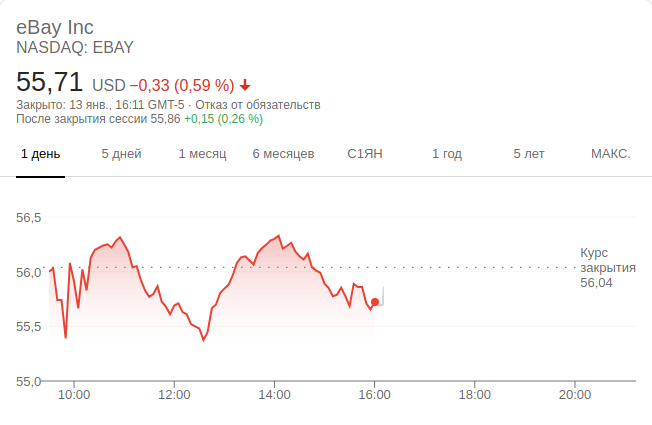 eBay Inc
NASDAQ: EBAY
55,71 USD −0,33 (0,59 %)
Закрыто: 13 янв., 16:11 GMT-5 · Отказ от обязательств
После закрытия сессии 55,86 +0,15 (0,26 %)
1 день 5 дней 1 месяц 6 месяцев С1ЯН 1 год 5 лет МАКС.
56,5
56,0
55,5
55,0
Курс
закрытия
56.04
10:00 12:00 14:00 16:00 18:00 20:00